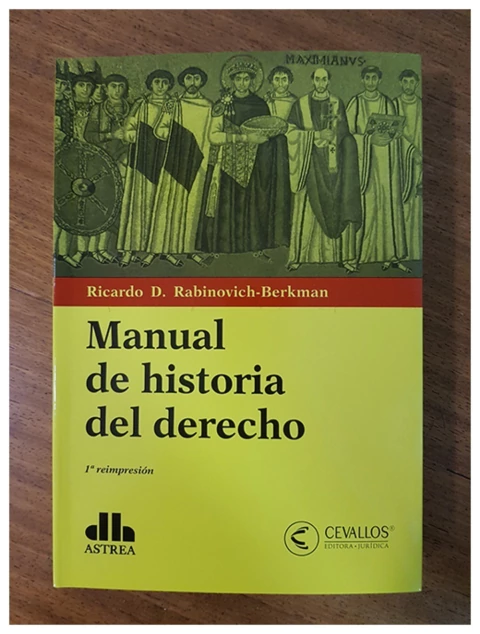 MAXIMIANVS
Ricardo D. Rabinovich-Berkman
Manual
de historia
del derecho
1ª reimpresión
ASTREA
CEVALLOS®
EDITORA • JURÍDICA